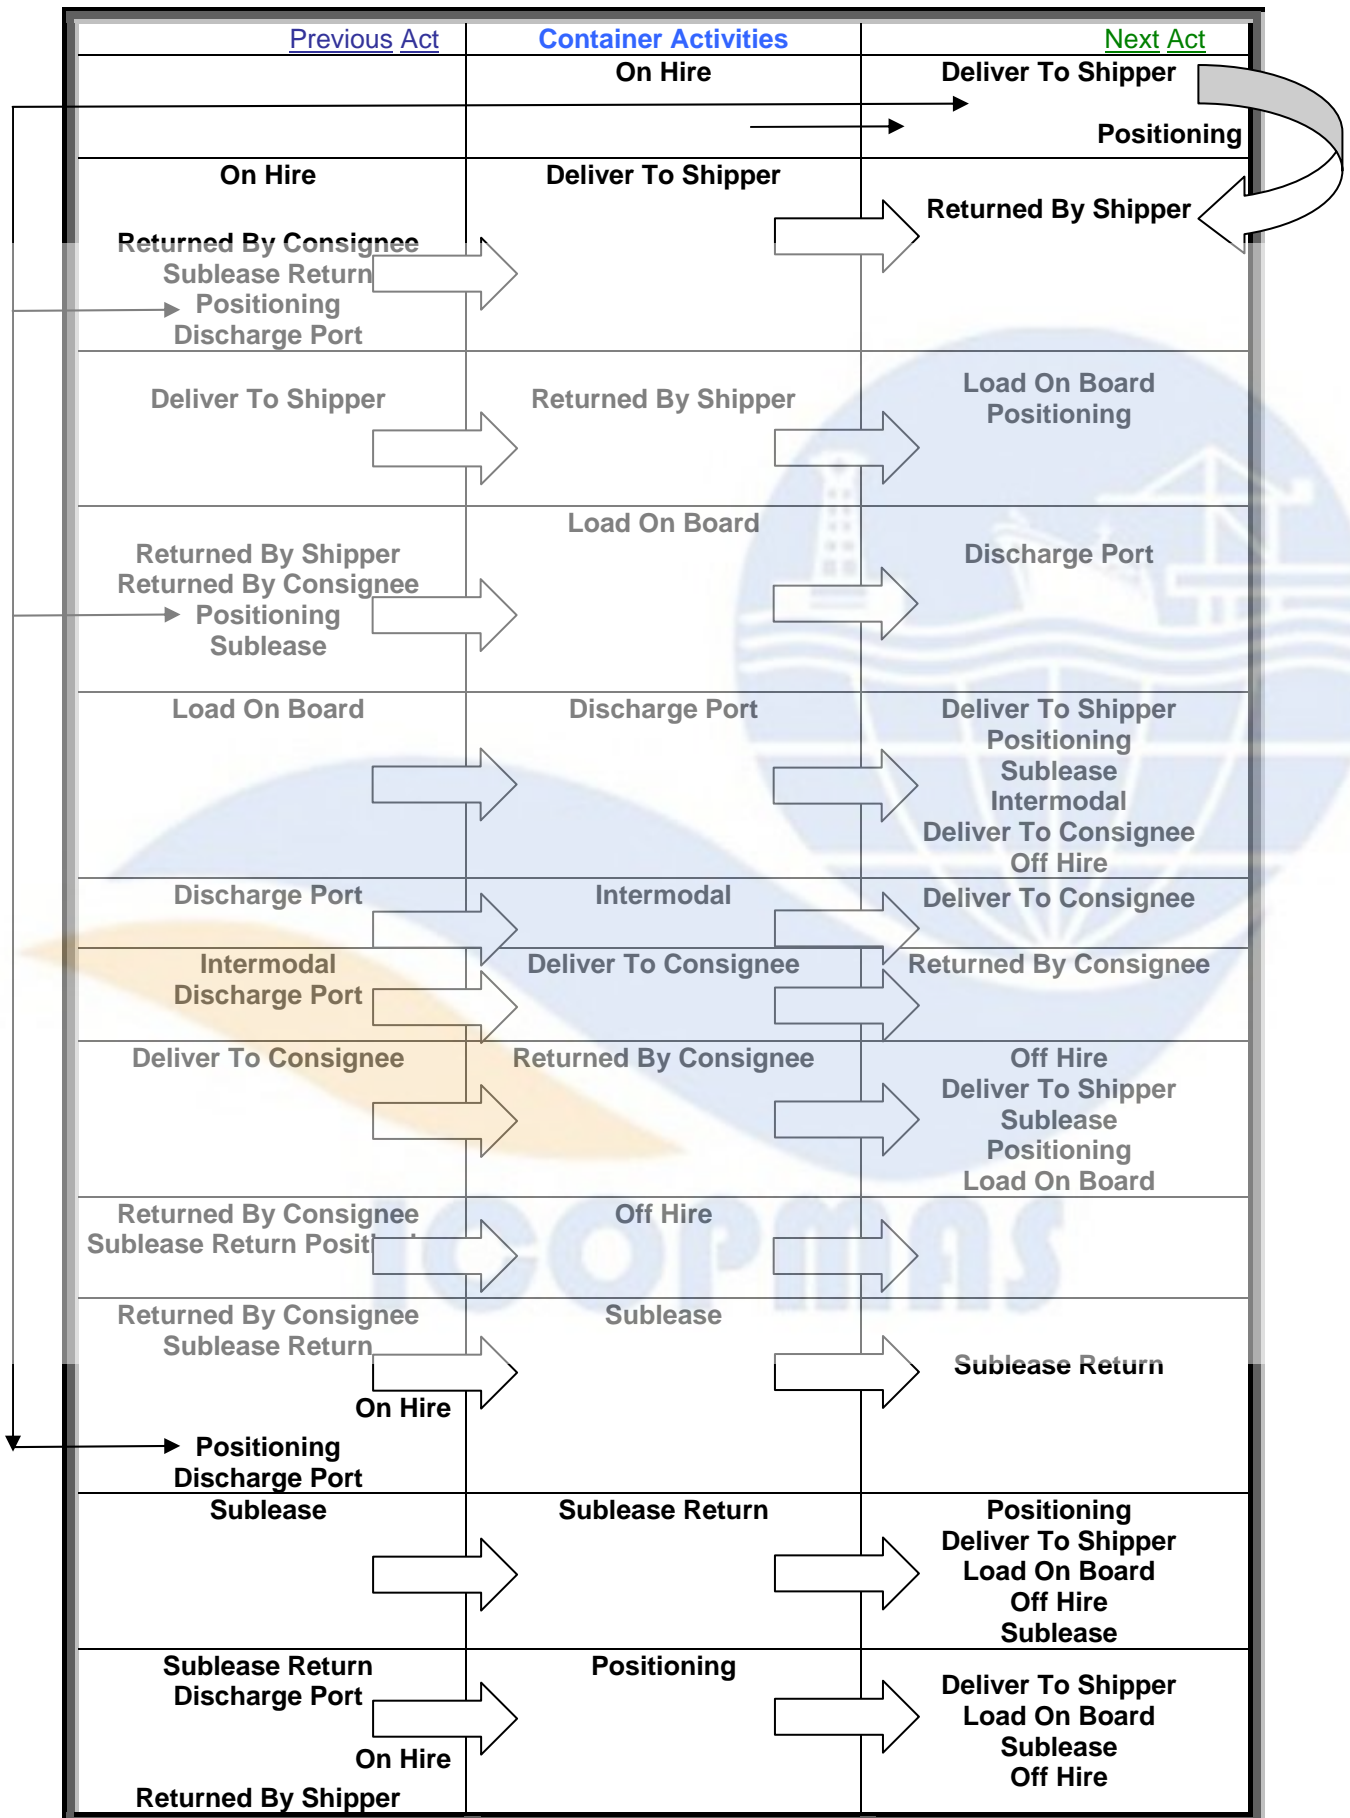 Previous Act Container Activities Next Act
On Hire Deliver To Shipper
Positioning
On Hire Deliver To Shipper
Returned By Shipper
Returned By Consignee
Sublease Return
Positioning
Discharge Port
Deliver To Shipper Returned By Shipper Load On Board
Positioning
Load On Board
Returned By Shipper Discharge Port
Returned By Consignee
Positioning
Sublease
Load On Board Discharge Port Deliver To Shipper
Positioning
Sublease
Intermodal
Deliver To Consignee
Off Hire
Discharge Port Intermodal Deliver To Consignee
Intermodal Deliver To Consignee Returned By Consignee
Discharge Port
Deliver To Consignee Returned By Consignee Off Hire
Deliver To Shipper
Sublease
Positioning
Load On Board
Returned By Consignee Off Hire
Sublease Return
Returned By Consignee Sublease
Sublease Return
Sublease Return
On Hire
Positioning
Discharge Port
Sublease Sublease Return Positioning
Deliver To Shipper
Load On Board
Off Hire
Sublease
Sublease Return Positioning
Discharge Port Deliver To Shipper
Load On Board
On Hire Sublease
Off Hire
Returned By Shipper
ICOPMAS